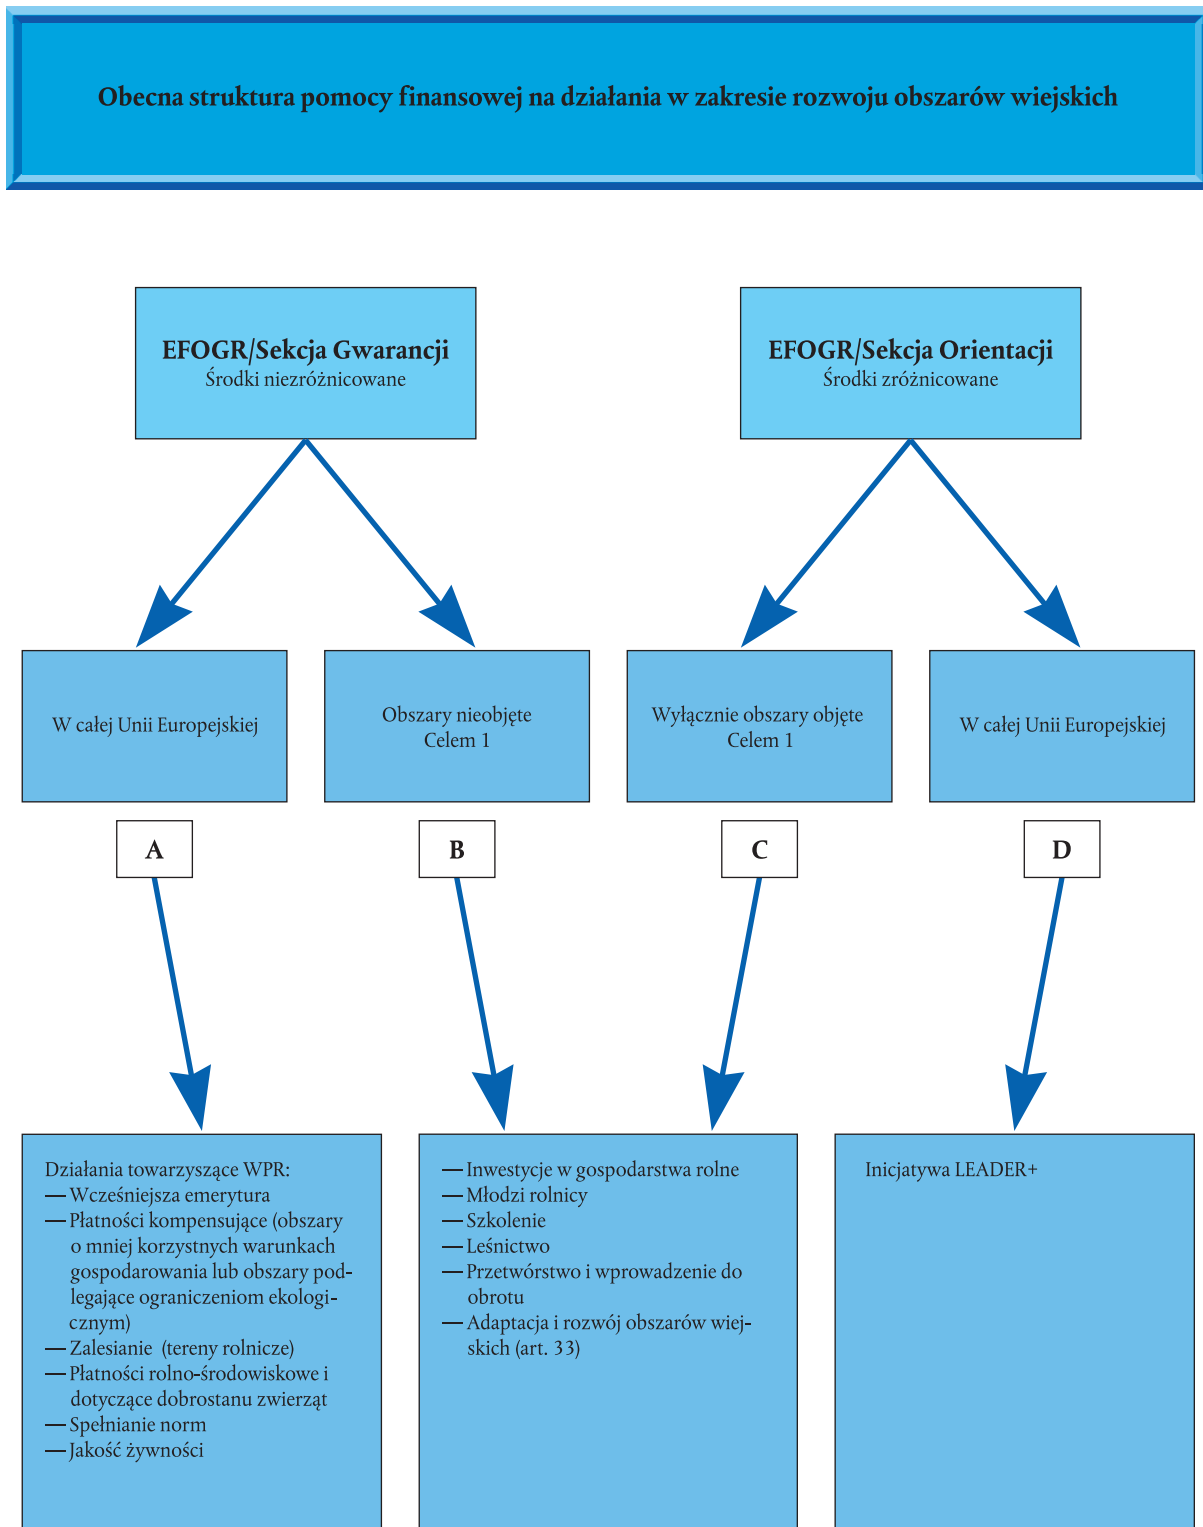 Obecna struktura pomocy finansowej na działania w zakresie rozwoju obszarów wiejskich
EFOGR/Sekcja Gwarancji
Środki niezróżnicowane
EFOGR/Sekcja Orientacji
Środki zróżnicowane
W całej Unii Europejskiej
Obszary nieobjęte
Celem 1
Wyłącznie obszary objęte
Celem 1
W całej Unii Europejskiej
A
B
C
D
Działania towarzyszące WPR:
— Wcześniejsza emerytura
— Płatności kompensujące (obszary
o mniej korzystnych warunkach
gospodarowania lub obszary pod-
legające ograniczeniom ekologi-
cznym)
— Zalesianie (tereny rolnicze)
— Płatności rolno-środowiskowe i
dotyczące dobrostanu zwierząt
— Spełnianie norm
— Jakość żywności
— Inwestycje w gospodarstwa rolne
— Młodzi rolnicy
— Szkolenie
— Leśnictwo
— Przetwórstwo i wprowadzenie do
obrotu
— Adaptacja i rozwój obszarów wiej-
skich (art. 33)
Inicjatywa LEADER+